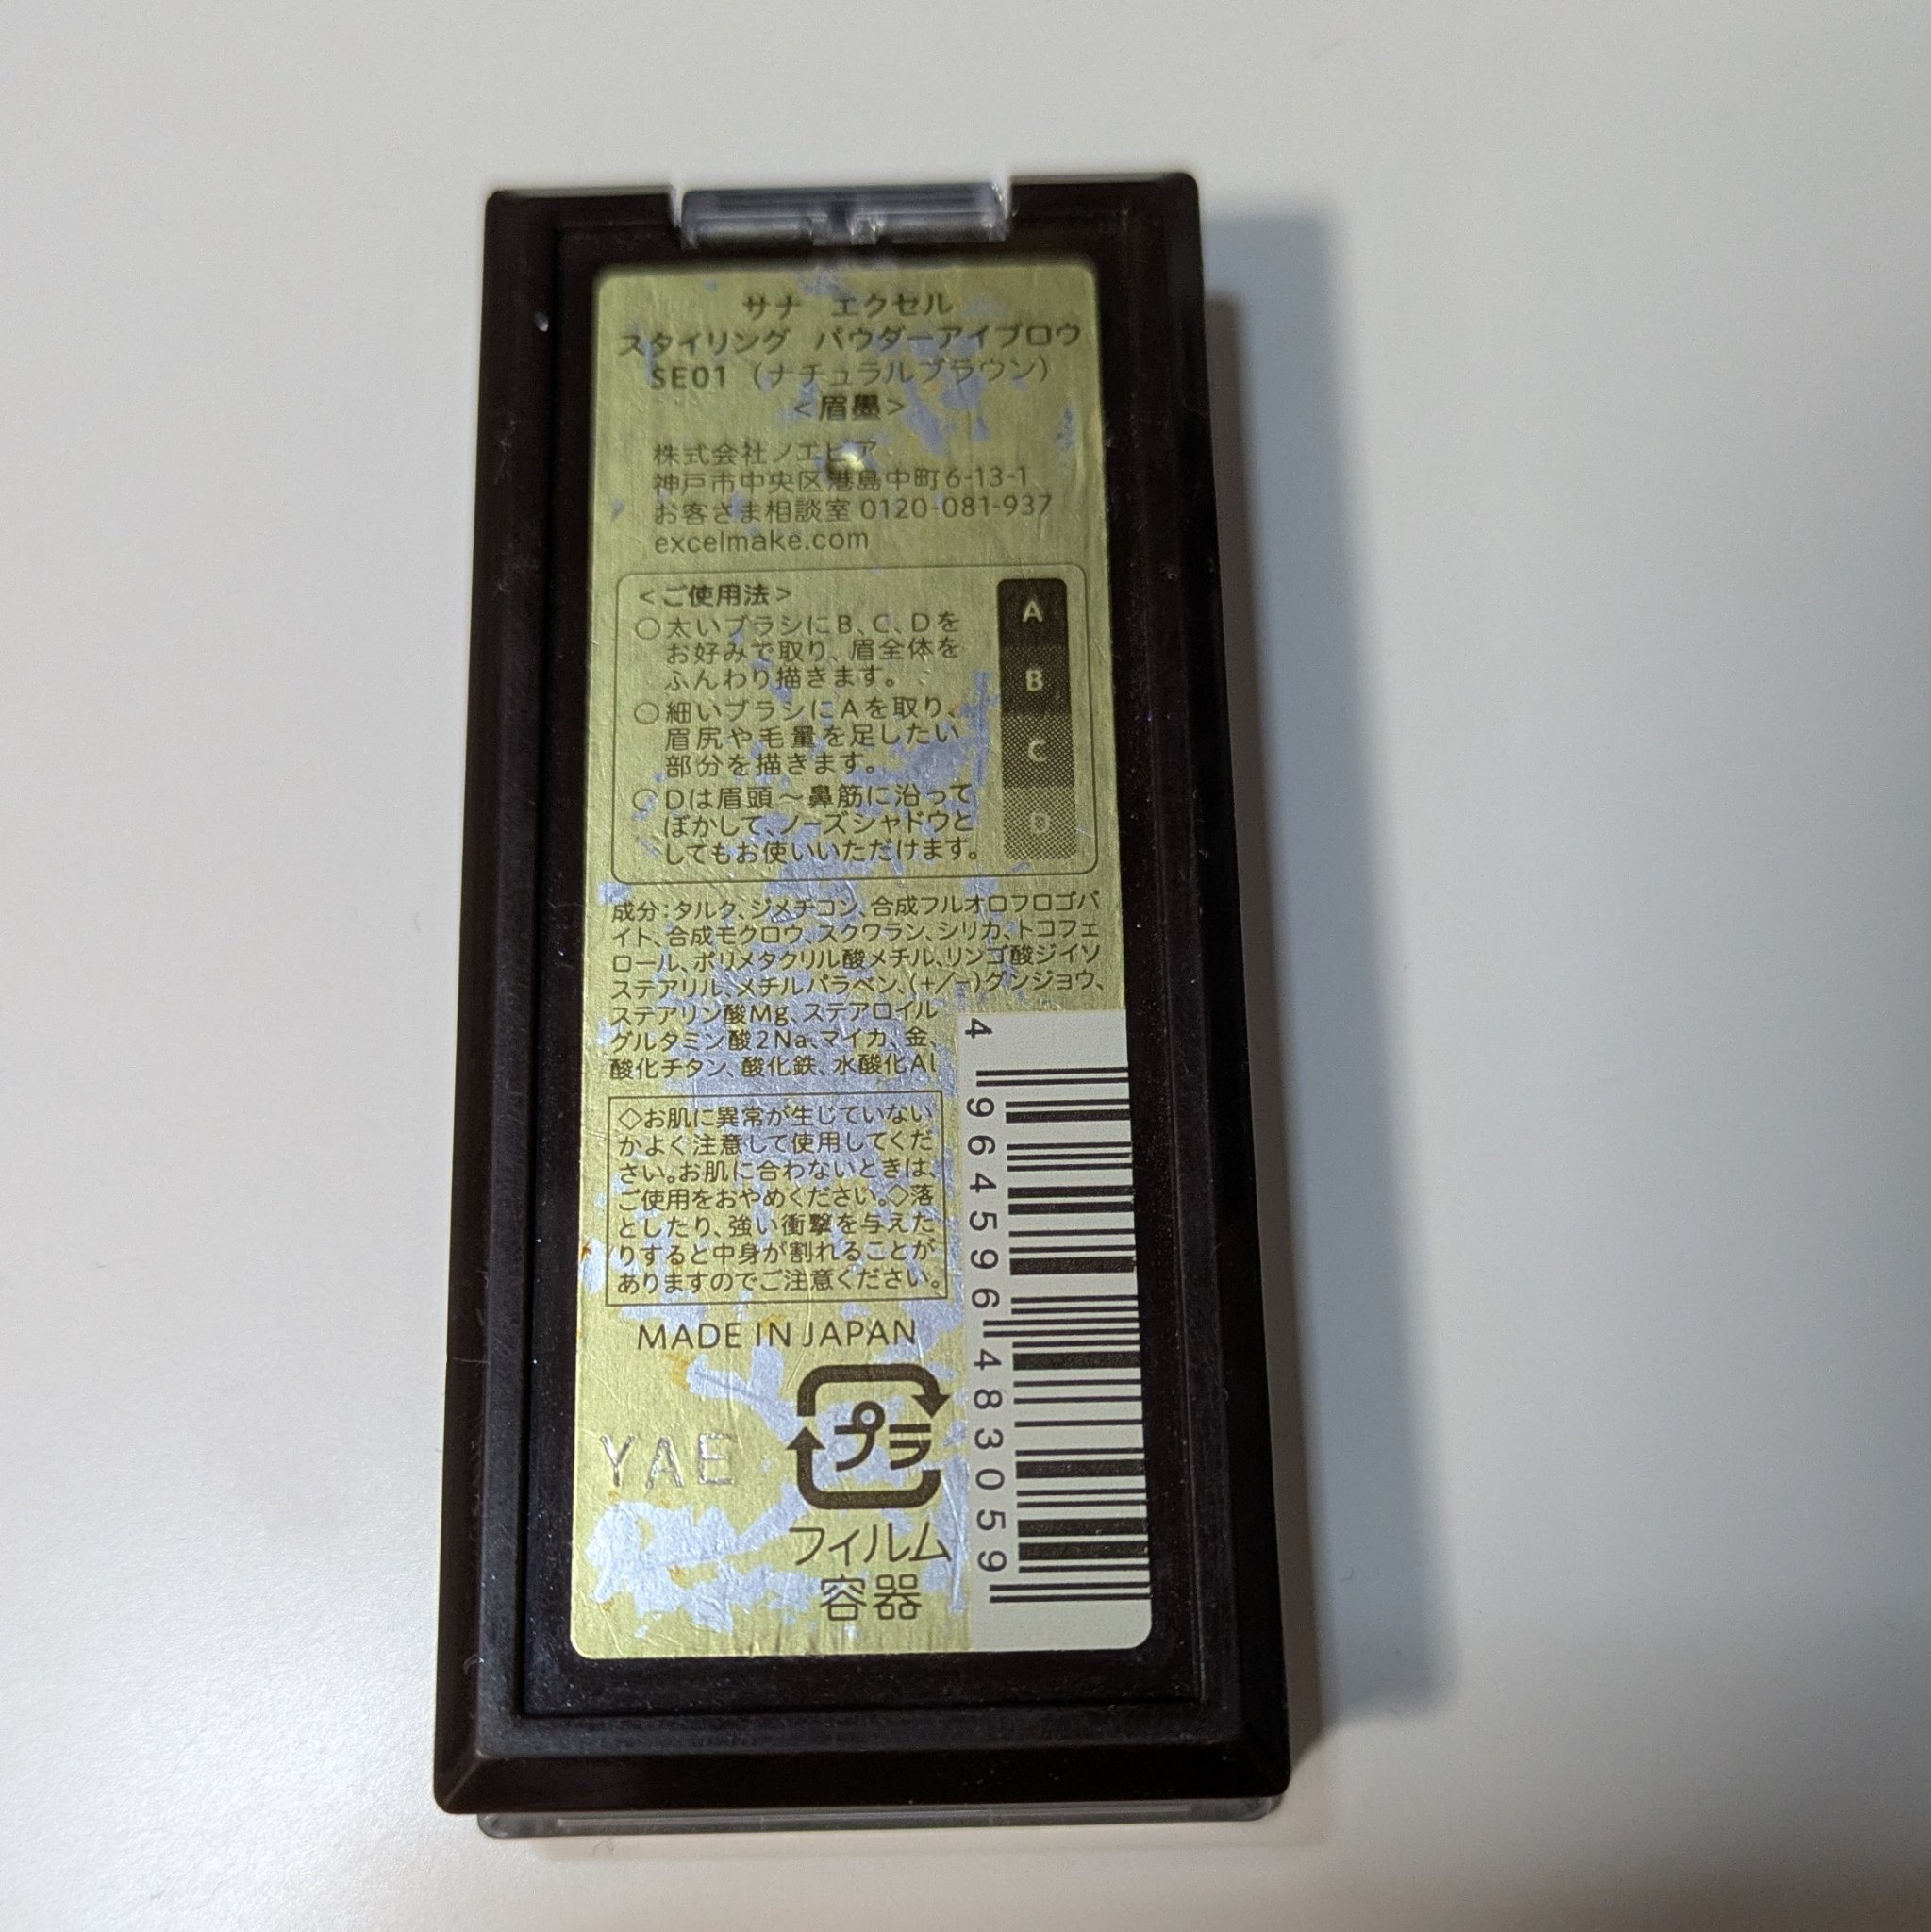 サナ エクセル
スタイリング パウダーアイブロウ
SE01（ナチュラルブラウン）
＜眉墨＞
株式会社ノエビア
神戸市中央区港島中町6-13-1
お客さま相談室 0120-081-937
excelmake.com
＜ご使用法＞
○太いブラシにB、C、Dを
お好みで取り、眉全体を
ふんわり描きます。
○細いブラシにAを取り、
眉尻や毛量を足したい
部分を描きます。
○Dは眉頭～鼻筋に沿って
ぼかして、ノーズシャドウと
してもお使いいただけます。
A
B
C
D
成分：タルク、ジメチコン、合成フルオロフロゴパ
イト、合成モクロウ、スクワラン、シリカ、トコフェ
ロール、ポリメタクリル酸メチル、リンゴ酸ジイソ
ステアリル、メチルパラベン、(+/−)グンジョウ、
ステアリン酸Mg、ステアロイル
グルタミン酸2Na、マイカ、金、
酸化チタン、酸化鉄、水酸化Al
◇お肌に異常が生じていない
かよく注意して使用してくだ
さい。お肌に合わないときは、
ご使用をおやめください。◇落
としたり、強い衝撃を与えた
りすると中身が割れることが
ありますのでご注意ください。
MADE IN JAPAN
プラ
フィルム
容器
YAE
4 964596 483059